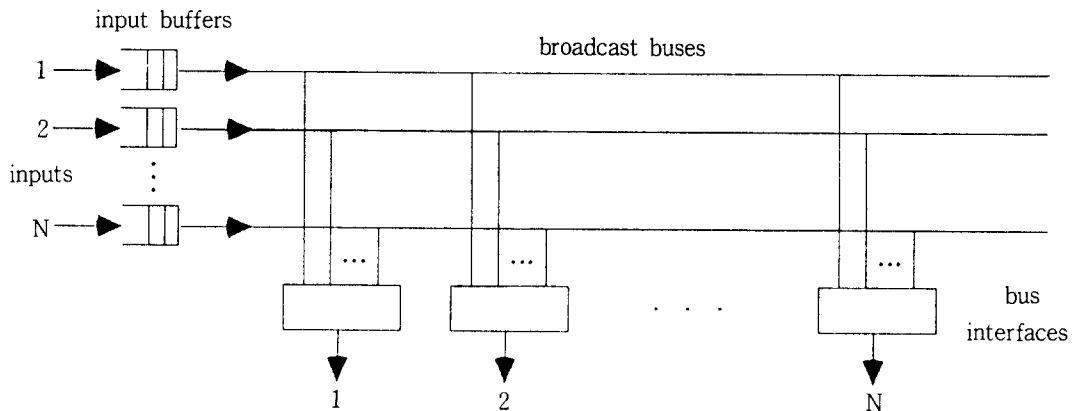 input buffers
broadcast buses
1
2
inputs
N
...
...
...
. . .
bus
interfaces
1
2
N